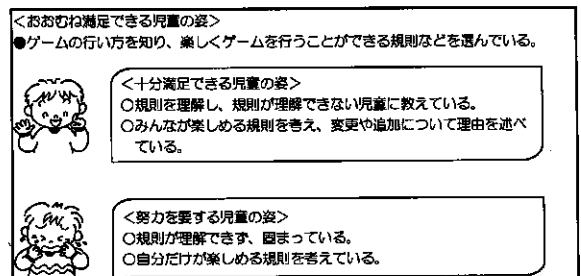 <おおむね満足できる児童の姿>
●ゲームの行い方を知り、楽しくゲームを行うことができる規則などを選んでいる。
<十分満足できる児童の姿>
○規則を理解し、規則が理解できない児童に教えている。
○みんなが楽しめる規則を考え、変更や追加について理由を述べ
ている。
<努力を要する児童の姿>
○規則が理解できず、困まっている。
○自分だけが楽しめる規則を考えている。